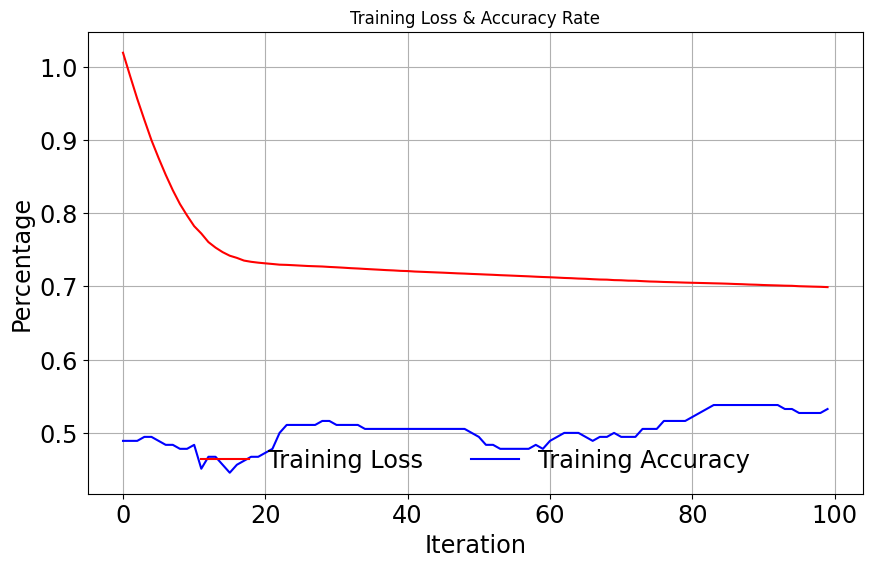 Training Loss & Accuracy Rate
1.0
0.9
0.8
0.7
0.6
0.5
Percentage
Training Loss Training Accuracy
0 20 40 60 80 100
Iteration